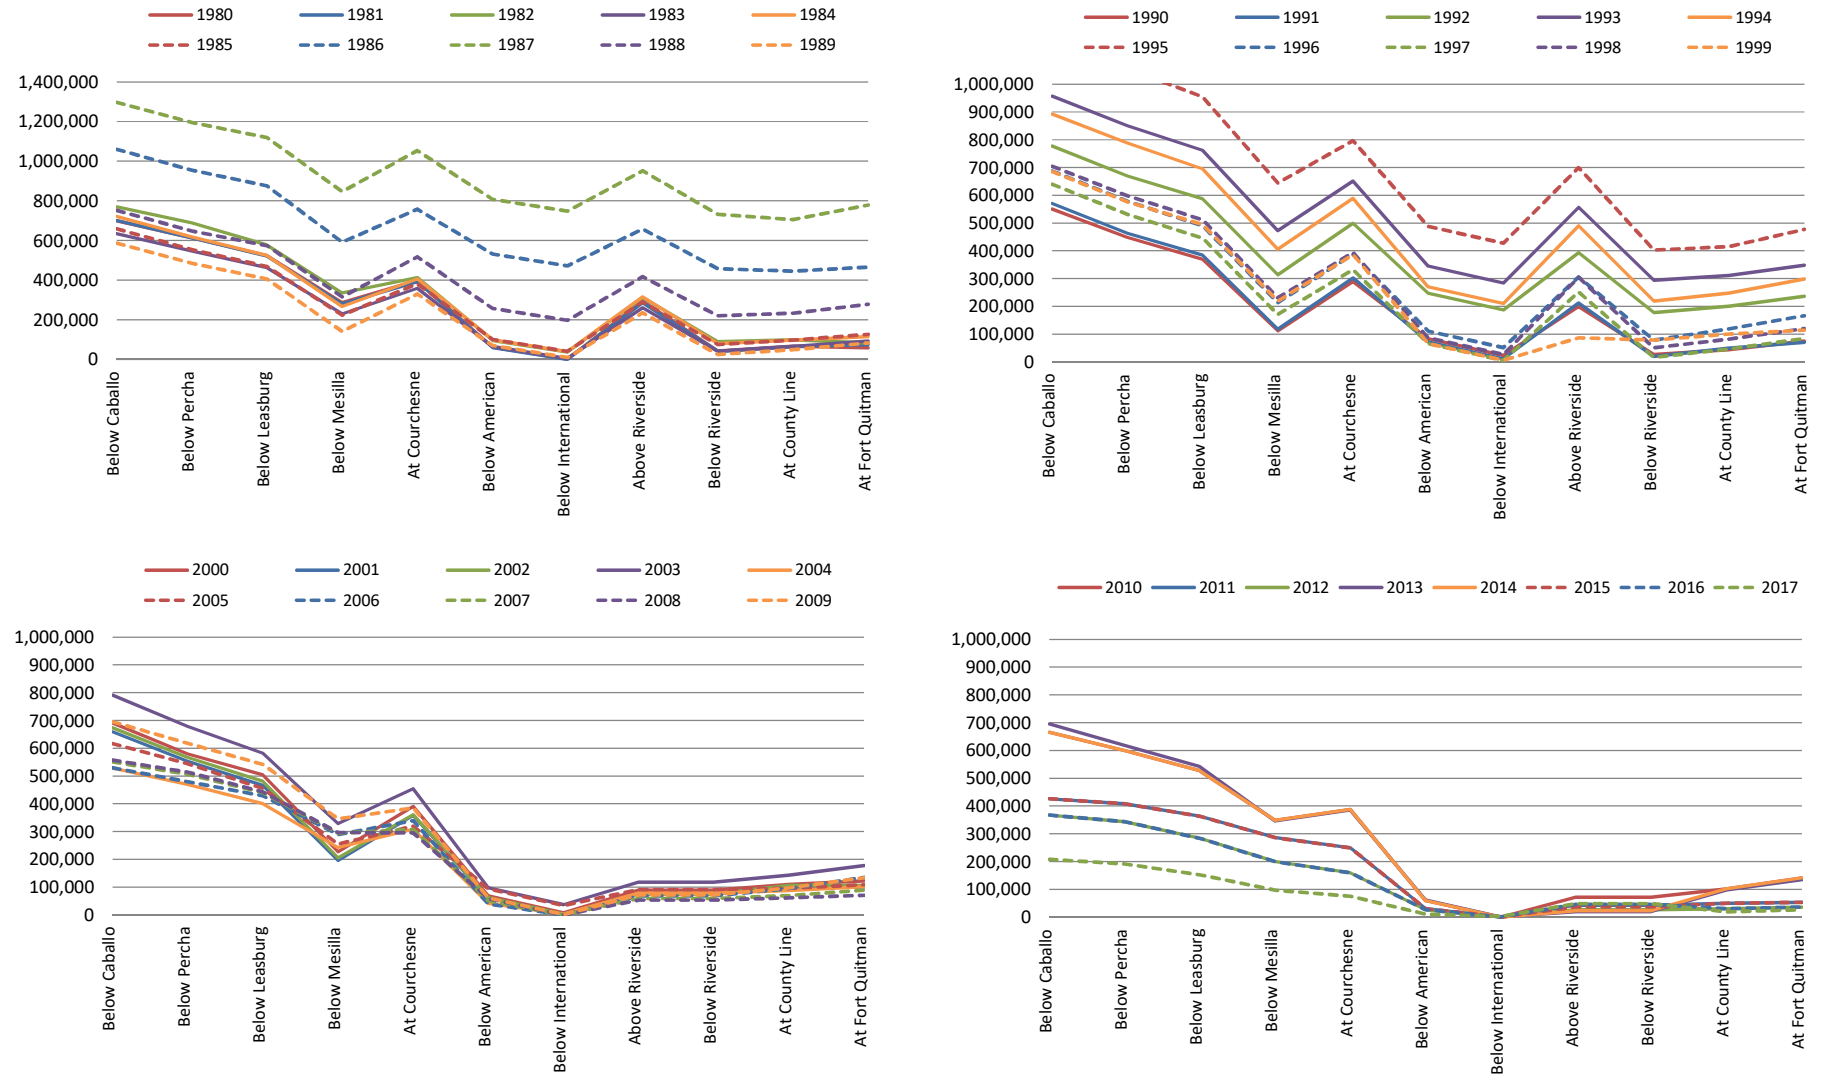 1980 1981 1982 1983 1984
1985 1986 1987 1988 1989
1,400,000
1,200,000
1,000,000
800,000
600,000
400,000
200,000
0
Below Caballo
Below Percha
Below Leasburg
Below Mesilla
At Courchesne
Below American
Below International
Above Riverside
Below Riverside
At County Line
At Fort Quitman
1990 1991 1992 1993 1994
1995 1996 1997 1998 1999
1,000,000
900,000
800,000
700,000
600,000
500,000
400,000
300,000
200,000
100,000
0
Below Caballo
Below Percha
Below Leasburg
Below Mesilla
At Courchesne
Below American
Below International
Above Riverside
Below Riverside
At County Line
At Fort Quitman
2000 2001 2002 2003 2004
2005 2006 2007 2008 2009
1,000,000
900,000
800,000
700,000
600,000
500,000
400,000
300,000
200,000
100,000
0
Below Caballo
Below Percha
Below Leasburg
Below Mesilla
At Courchesne
Below American
Below International
Above Riverside
Below Riverside
At County Line
At Fort Quitman
2010 2011 2012 2013 2014 2015 2016 2017
1,000,000
900,000
800,000
700,000
600,000
500,000
400,000
300,000
200,000
100,000
0
Below Caballo
Below Percha
Below Leasburg
Below Mesilla
At Courchesne
Below American
Below International
Above Riverside
Below Riverside
At County Line
At Fort Quitman